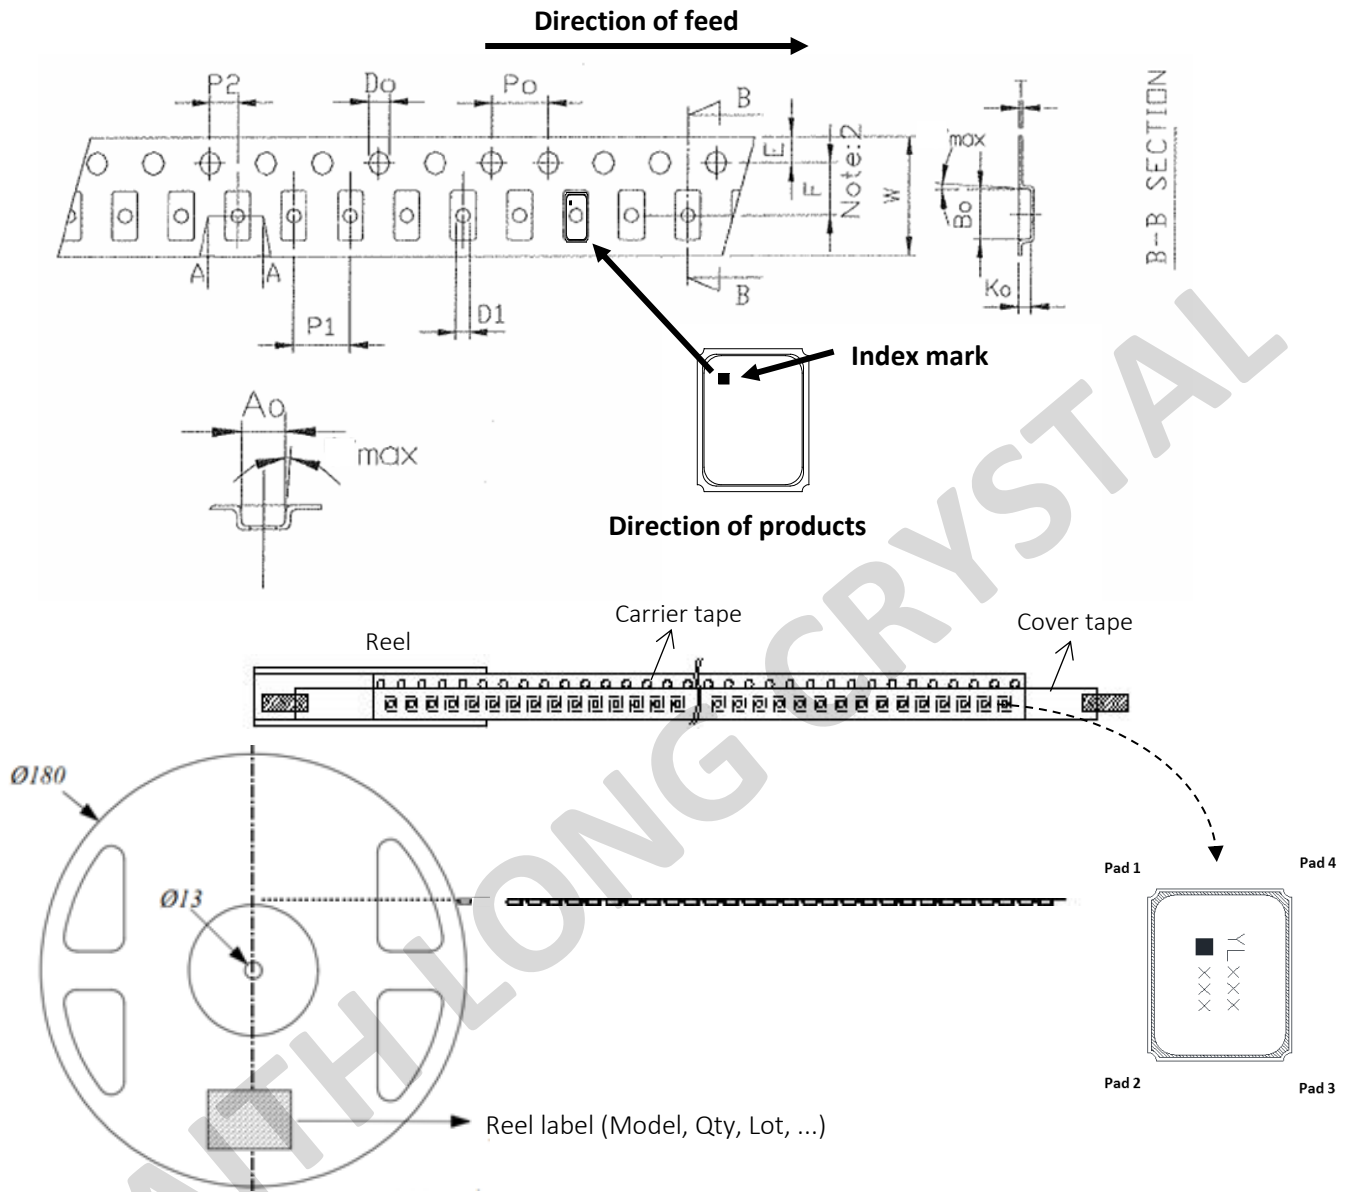 Direction of feed
P2
Do
Po
B
E
F
Note:2
W
T
max
Bo
Ko
B-B SECTION
A
A
P1
D1
B
Index mark
Ao
max
Direction of products
Reel
Carrier tape
Cover tape
Ø180
Ø13
Pad 1
Pad 4
YLXXX
XXX
Pad 2
Pad 3
Reel label (Model, Qty, Lot, ...)
AITH LONG CRYSTAL